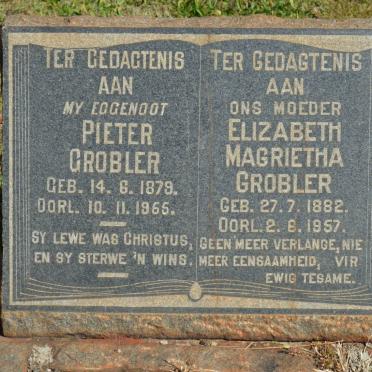 TER GEDAGTENIS
AAN
MY EGGENOOT
PIETER
GROBLER
GEB. 14. 8. 1879.
OORL. 10. 11. 1965.
SY LEWE WAS CHRISTUS,
EN SY STERWE 'N WINS.
TER GEDAGTENIS
AAN
ONS MOEDER
ELIZABETH
MAGRIETHA
GROBLER
GEB. 27. 7. 1882.
OORL. 2. 8. 1957.
GEEN MEER VERLANGE, NIE
MEER EENSAAMHEID, VIR
EWIG TESAME.